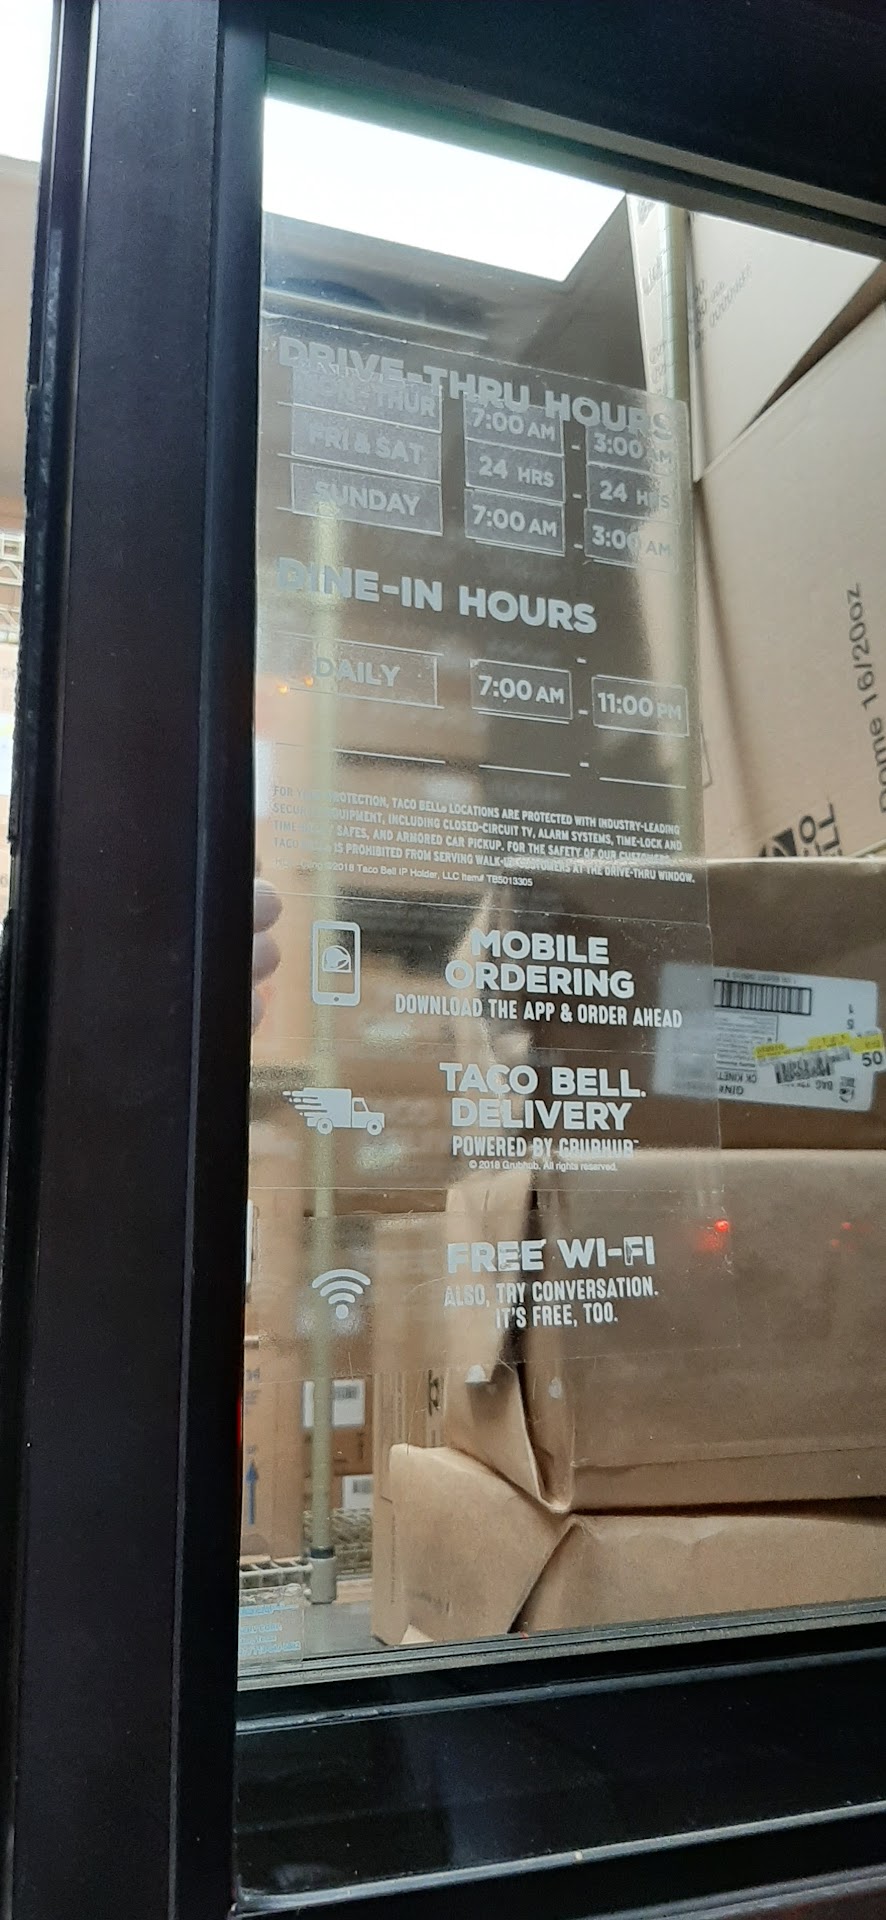 DRIVE-THRU HOURS
MON-THUR 7:00 AM - 3:00 AM
FRI & SAT 24 HRS - 24 HRS
SUNDAY 7:00 AM - 3:00 AM
DINE-IN HOURS
DAILY 7:00 AM - 11:00 PM
FOR YOUR PROTECTION, TACO BELL® LOCATIONS ARE PROTECTED WITH INDUSTRY-LEADING
SECURITY EQUIPMENT, INCLUDING CLOSED-CIRCUIT TV, ALARM SYSTEMS, TIME-LOCK AND
TIME-DELAY SAFES, AND ARMORED CAR PICKUP. FOR THE SAFETY OF OUR CUSTOMERS,
TACO BELL® IS PROHIBITED FROM SERVING WALK-UP CUSTOMERS AT THE DRIVE-THRU WINDOW.
©2018 Taco Bell IP Holder, LLC Item# TB5013305
MOBILE
ORDERING
DOWNLOAD THE APP & ORDER AHEAD
TACO BELL®
DELIVERY
POWERED BY GRUBHUB™
© 2018 Grubhub. All rights reserved.
FREE WI-FI
ALSO, TRY CONVERSATION.
IT'S FREE, TOO.
Dome 16/20oz
50
BAG